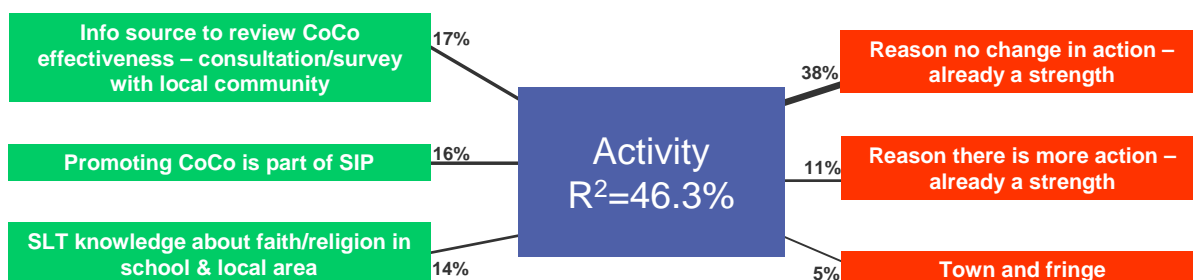 Info source to review CoCo
effectiveness – consultation/survey
with local community
17%
Promoting CoCo is part of SIP
16%
SLT knowledge about faith/religion in
school & local area
14%
Activity
R²=46.3%
38%
Reason no change in action –
already a strength
11%
Reason there is more action –
already a strength
5%
Town and fringe